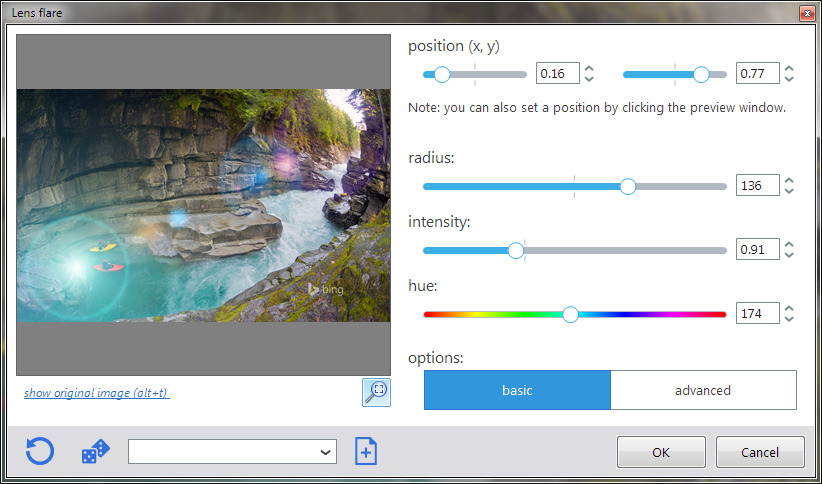 Lens flare
position (x, y)
0.16
0.77
Note: you can also set a position by clicking the preview window.
radius:
136
intensity:
0.91
hue:
174
options:
basic
advanced
bing
show original image (alt+t)
OK
Cancel